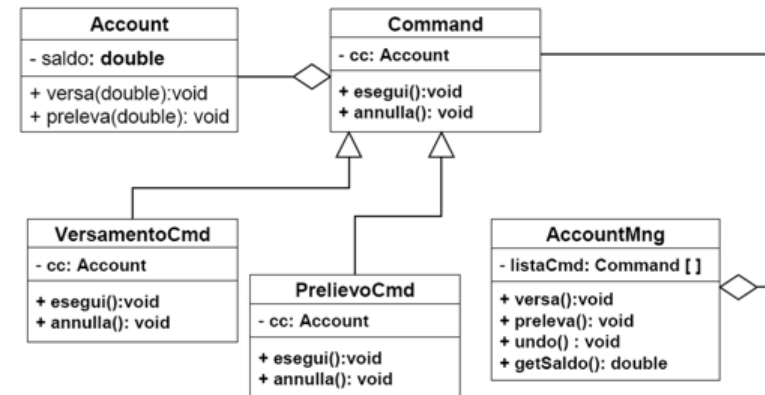 Account
- saldo: double
+ versa(double):void
+ preleva(double): void
Command
- cc: Account
+ esegui():void
+ annulla(): void
VersamentoCmd
- cc: Account
+ esegui():void
+ annulla(): void
PrelievoCmd
- cc: Account
+ esegui():void
+ annulla(): void
AccountMng
- listaCmd: Command [ ]
+ versa():void
+ preleva(): void
+ undo() : void
+ getSaldo(): double